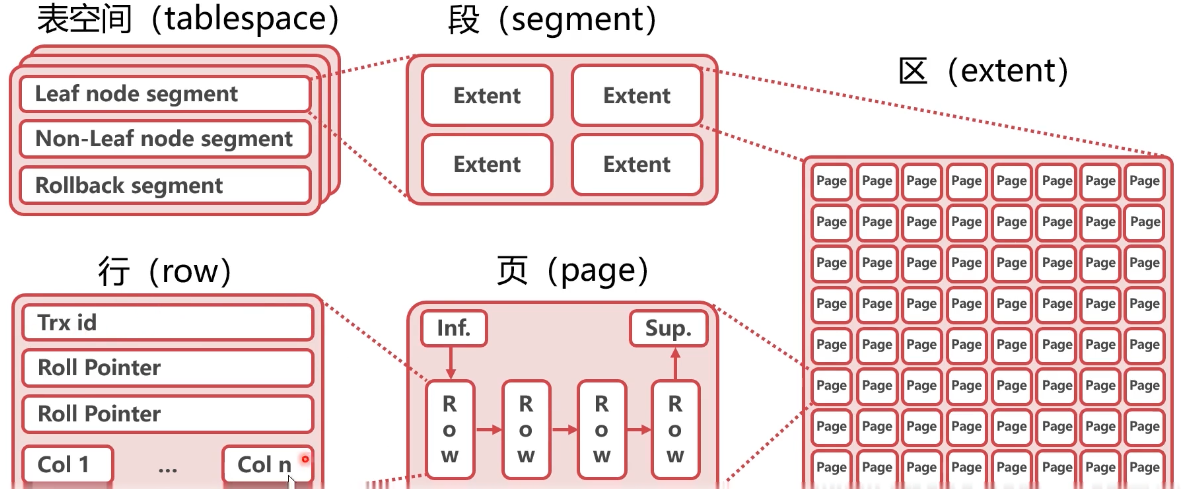 表空间（tablespace）
Leaf node segment
Non-Leaf node segment
Rollback segment
段（segment）
Extent Extent
Extent Extent
区（extent）
Page Page Page Page Page Page Page Page
Page Page Page Page Page Page Page Page
Page Page Page Page Page Page Page Page
Page Page Page Page Page Page Page Page
Page Page Page Page Page Page Page Page
Page Page Page Page Page Page Page Page
Page Page Page Page Page Page Page Page
Page Page Page Page Page Page Page Page
行（row）
Trx id
Roll Pointer
Roll Pointer
Col 1 ... Col n
页（page）
Inf. Sup.
Row Row Row Row